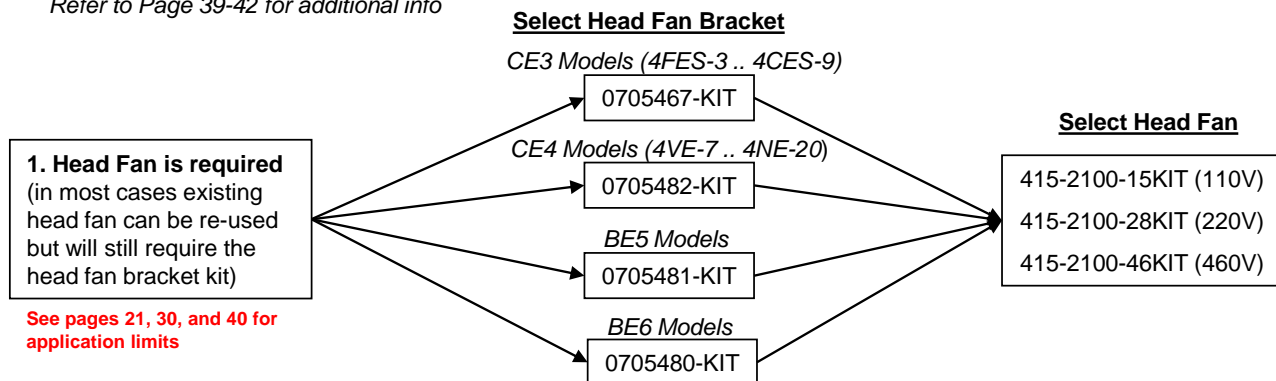 Refer to Page 39-42 for additional info
Select Head Fan Bracket
CE3 Models (4FES-3 .. 4CES-9)
0705467-KIT
CE4 Models (4VE-7 .. 4NE-20)
0705482-KIT
BE5 Models
0705481-KIT
BE6 Models
0705480-KIT
1. Head Fan is required
(in most cases existing
head fan can be re-used
but will still require the
head fan bracket kit)
See pages 21, 30, and 40 for
application limits
Select Head Fan
415-2100-15KIT (110V)
415-2100-28KIT (220V)
415-2100-46KIT (460V)